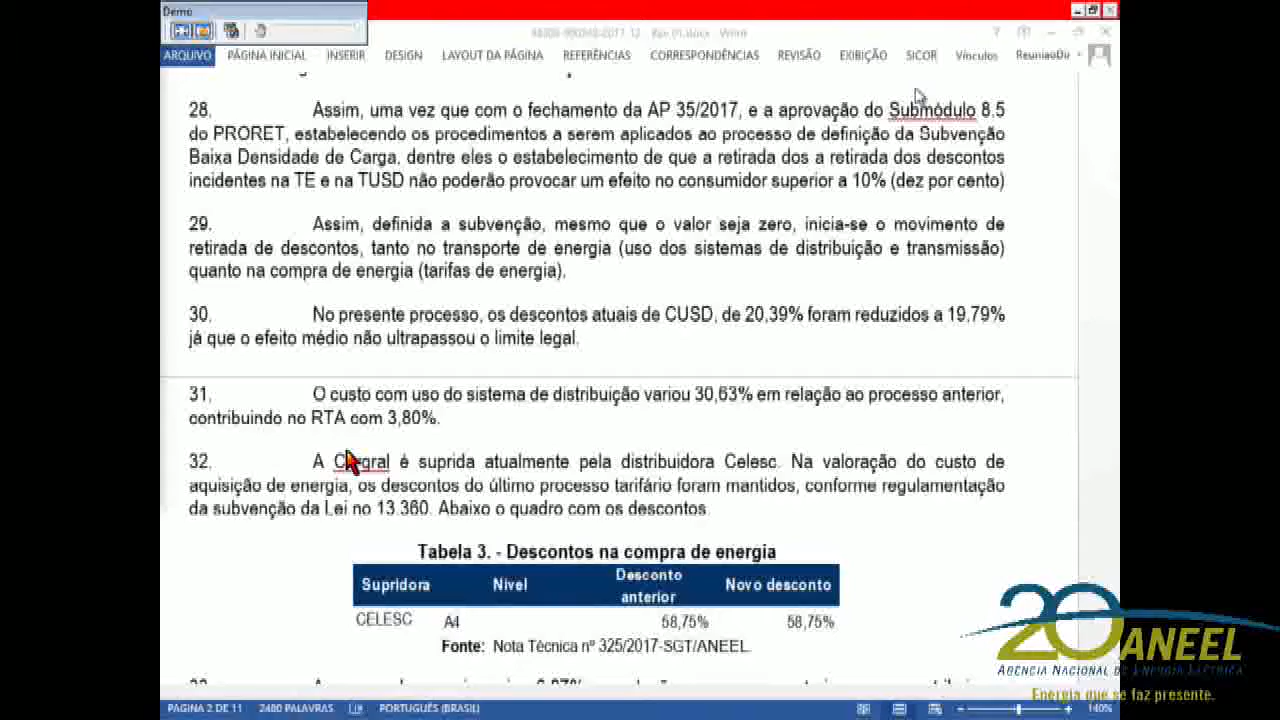 Demo
ARQUIVO PÁGINA INICIAL INSERIR DESIGN LAYOUT DA PÁGINA REFERÊNCIAS CORRESPONDÊNCIAS REVISÃO EXIBIÇÃO SICOR Vínculos ReuniaoDu
28. Assim, uma vez que com o fechamento da AP 35/2017, e a aprovação do Submódulo 8.5
do PRORET, estabelecendo os procedimentos a serem aplicados ao processo de definição da Subvenção
Baixa Densidade de Carga, dentre eles o estabelecimento de que a retirada dos a retirada dos descontos
incidentes na TE e na TUSD não poderão provocar um efeito no consumidor superior a 10% (dez por cento)
29. Assim, definida a subvenção, mesmo que o valor seja zero, inicia-se o movimento de
retirada de descontos, tanto no transporte de energia (uso dos sistemas de distribuição e transmissão)
quanto na compra de energia (tarifas de energia).
30. No presente processo, os descontos atuais de CUSD, de 20,39% foram reduzidos a 19,79%
já que o efeito médio não ultrapassou o limite legal.
31. O custo com uso do sistema de distribuição variou 30,63% em relação ao processo anterior,
contribuindo no RTA com 3,80%.
32. A é suprida atualmente pela distribuidora Celesc. Na valoração do custo de
aquisição de energia, os descontos do último processo tarifário foram mantidos, conforme regulamentação
da subvenção da Lei no 13.360. Abaixo o quadro com os descontos.
Tabela 3. - Descontos na compra de energia
Supridora Nível Desconto anterior Novo desconto
CELESC A4 58,75% 58,75%
Fonte: Nota Técnica nº 325/2017-SGT/ANEEL.
20 ANEEL
AGÊNCIA NACIONAL DE ENERGIA ELÉTRICA
Energia que se faz presente.
PÁGINA 2 DE 11 2480 PALAVRAS PORTUGUÊS (BRASIL) 140%